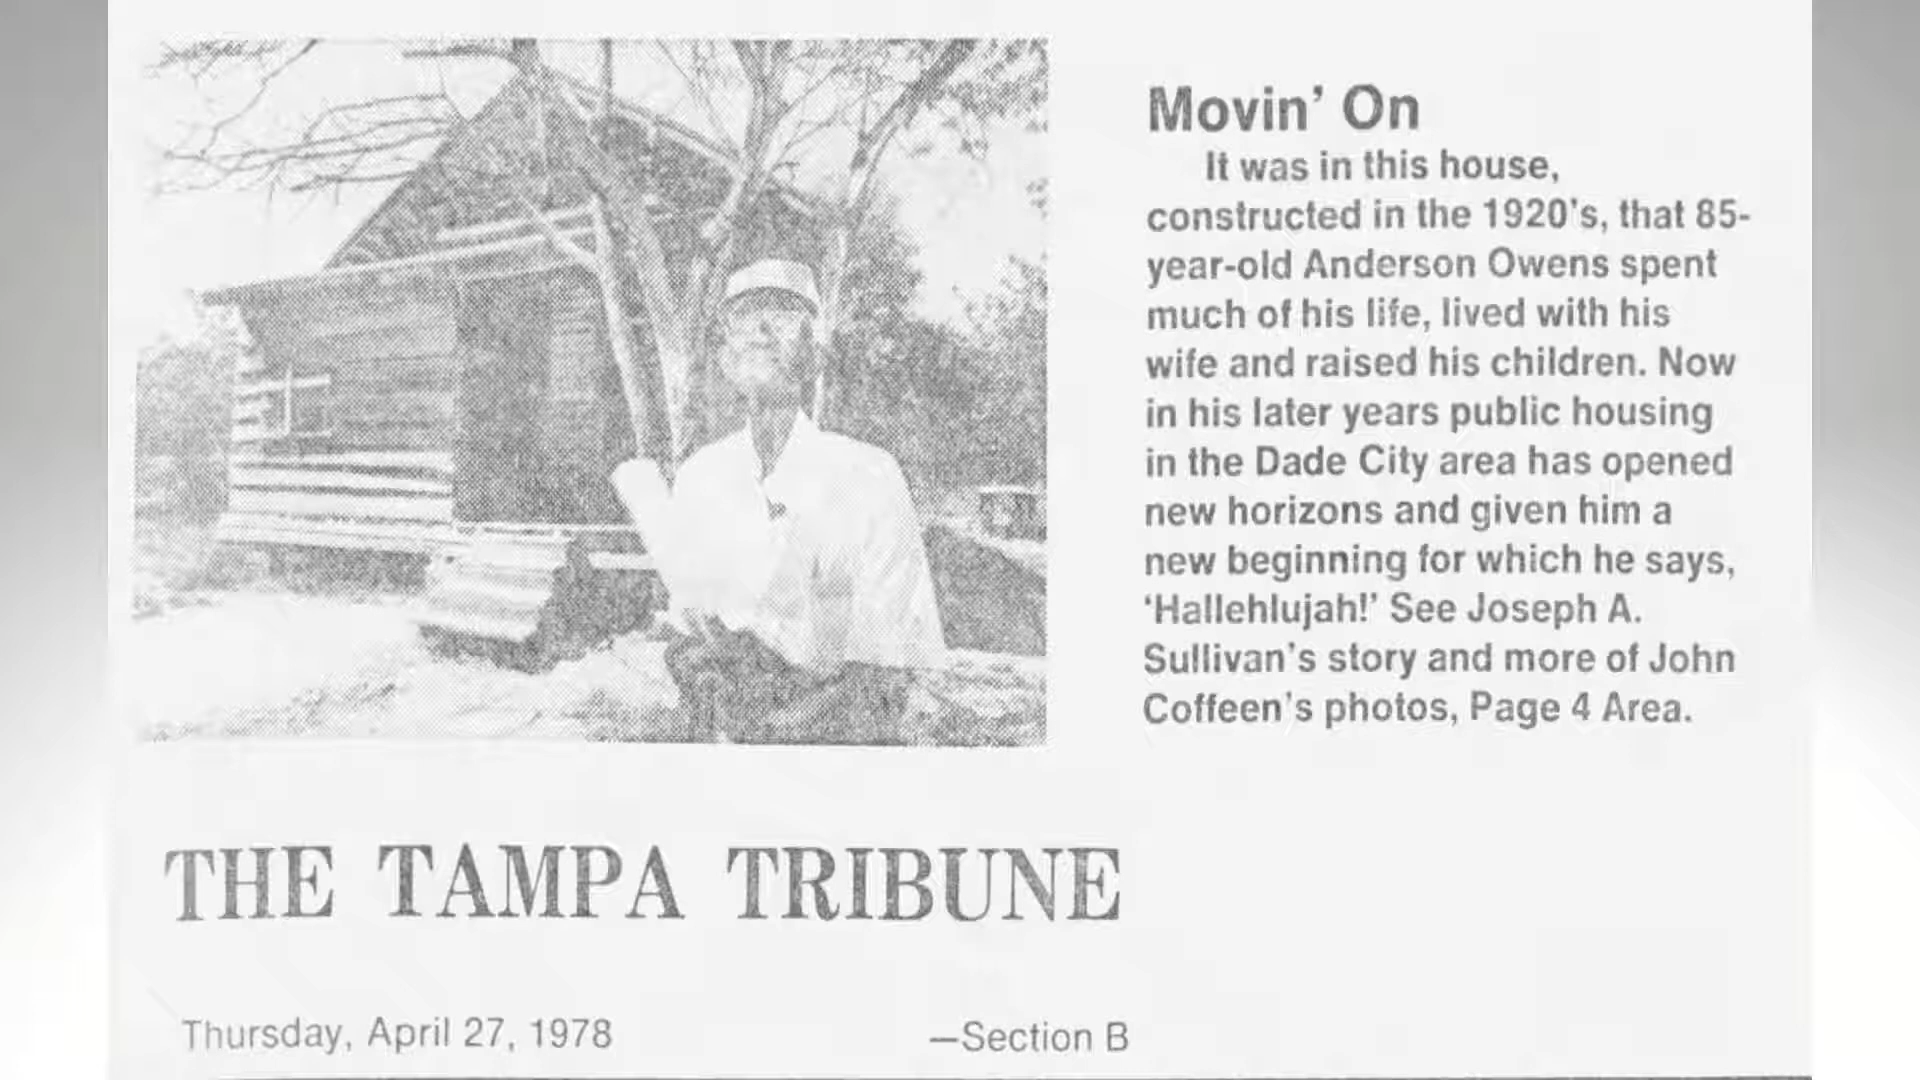 Movin' On
It was in this house,
constructed in the 1920's, that 85-
year-old Anderson Owens spent
much of his life, lived with his
wife and raised his children. Now
in his later years public housing
in the Dade City area has opened
new horizons and given him a
new beginning for which he says,
'Hallehlujah!' See Joseph A.
Sullivan's story and more of John
Coffeen's photos, Page 4 Area.
THE TAMPA TRIBUNE
Thursday, April 27, 1978 —Section B